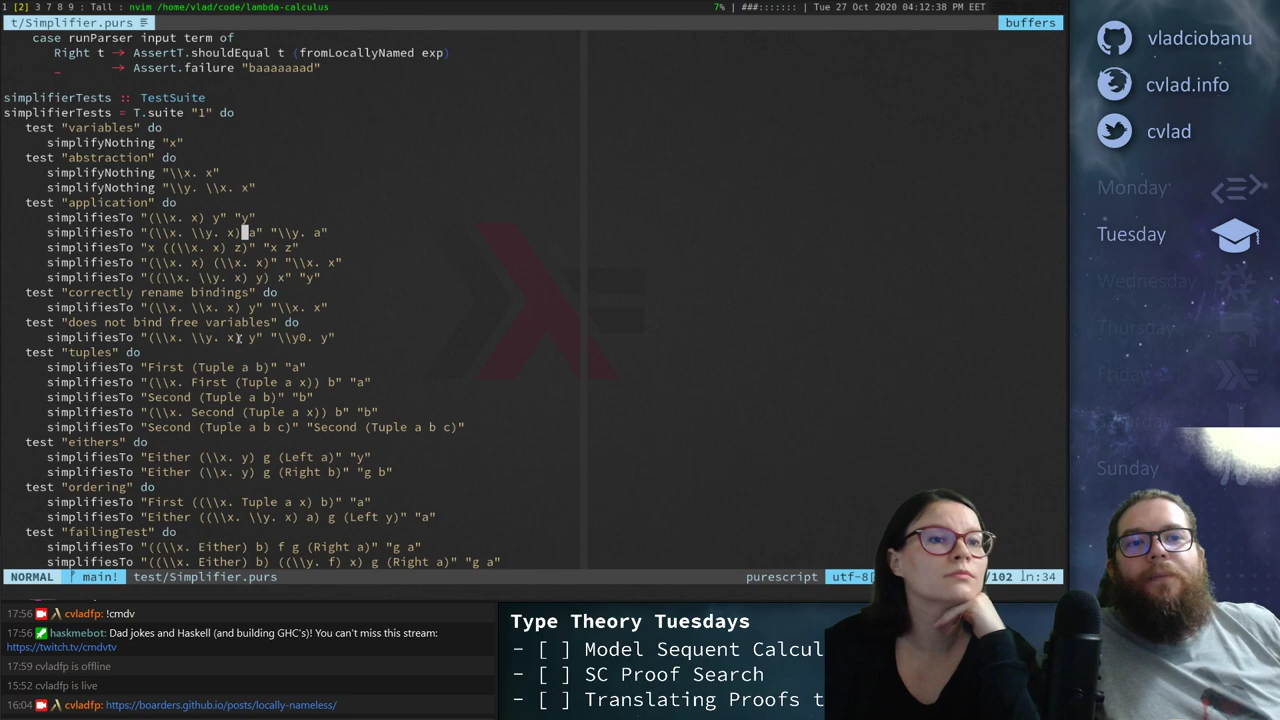 1 [2] 3 7 8 9 : Tall : nvim /home/vlad/code/lambda-calculus
7% | ###::::::: | Tue 27 Oct 2020 04:12:38 PM EET
t/Simplifier.purs
buffers
case runParser input term of
Right t → AssertT.shouldEqual t (fromLocallyNamed exp)
_ → Assert.failure "baaaaaaad"
simplifierTests :: TestSuite
simplifierTests = T.suite "1" do
test "variables" do
simplifyNothing "x"
test "abstraction" do
simplifyNothing "\\x. x"
simplifyNothing "\\y. \\x. x"
test "application" do
simplifiesTo "(\\x. x) y" "y"
simplifiesTo "(\\x. \\y. x) a" "\\y. a"
simplifiesTo "x ((\\x. x) z)" "x z"
simplifiesTo "(\\x. x) (\\x. x)" "\\x. x"
simplifiesTo "((\\x. \\y. x) y) x" "y"
test "correctly rename bindings" do
simplifiesTo "(\\x. \\x. x) y" "\\x. x"
test "does not bind free variables" do
simplifiesTo "(\\x. \\y. x) y" "\\y0. y"
test "tuples" do
simplifiesTo "First (Tuple a b)" "a"
simplifiesTo "(\\x. First (Tuple a x)) b" "a"
simplifiesTo "Second (Tuple a b)" "b"
simplifiesTo "(\\x. Second (Tuple a x)) b" "b"
simplifiesTo "Second (Tuple a b c)" "Second (Tuple a b c)"
test "eithers" do
simplifiesTo "Either (\\x. y) g (Left a)" "y"
simplifiesTo "Either (\\x. y) g (Right b)" "g b"
test "ordering" do
simplifiesTo "First ((\\x. Tuple a x) b)" "a"
simplifiesTo "Either ((\\x. \\y. x) a) g (Left y)" "a"
test "failingTest" do
simplifiesTo "((\\x. Either) b) f g (Right a)" "g a"
simplifiesTo "((\\x. Either) b) ((\\y. f) x) g (Right a)" "g a"
NORMAL main! test/Simplifier.purs
purescript utf-8[ /102 ln:34
17:56 cvladfp: !cmdv
17:56 haskmebot: Dad jokes and Haskell (and building GHC's)! You can't miss this stream:
https://twitch.tv/cmdvtv
17:59 cvladfp is offline
15:52 cvladfp is live
16:04 cvladfp: https://boarders.github.io/posts/locally-nameless/
Type Theory Tuesdays
- [ ] Model Sequent Calcul
- [ ] SC Proof Search
- [ ] Translating Proofs t
vladciobanu
cvlad.info
cvlad
Monday
Tuesday
Wednesday
Thursday
Friday
Saturday
Sunday